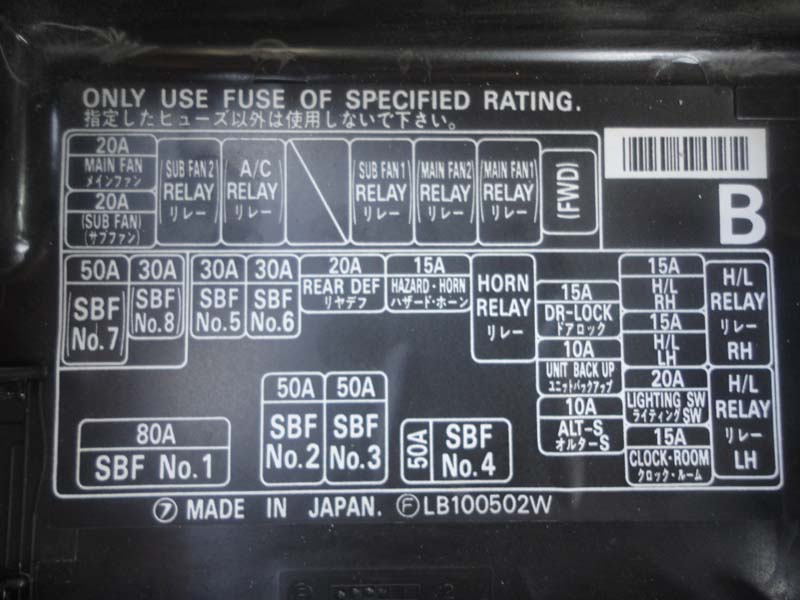 ONLY USE FUSE OF SPECIFIED RATING.
指定したヒューズ以外は使用しないで下さい。
20A
MAIN FAN
メインファン
20A
(SUB FAN)
(サブファン)
(SUB FAN 2)
RELAY
リレー
A/C
RELAY
リレー
(SUB FAN1)
RELAY
リレー
(MAIN FAN2)
RELAY
リレー
(MAIN FAN1)
RELAY
リレー
(FWD)
B
50A
(SBF
No.7)
30A
(SBF
No.8)
30A
(SBF
No.5)
30A
(SBF
No.6)
20A
REAR DEF
リヤデフ
15A
HAZARD・HORN
ハザード・ホーン
HORN
RELAY
リレー
15A
DR-LOCK
ドアロック
10A
UNIT BACK UP
ユニットバックアップ
10A
ALT-S
オルターS
15A
H/L
RH
15A
H/L
LH
20A
LIGHTING SW
ライティングSW
15A
CLOCK・ROOM
クロック・ルーム
H/L
RELAY
リレー
RH
H/L
RELAY
リレー
LH
80A
SBF No.1
50A
SBF
No.2
50A
SBF
No.3
50A
SBF
No.4
⑦ MADE IN JAPAN. Ⓕ LB100502W